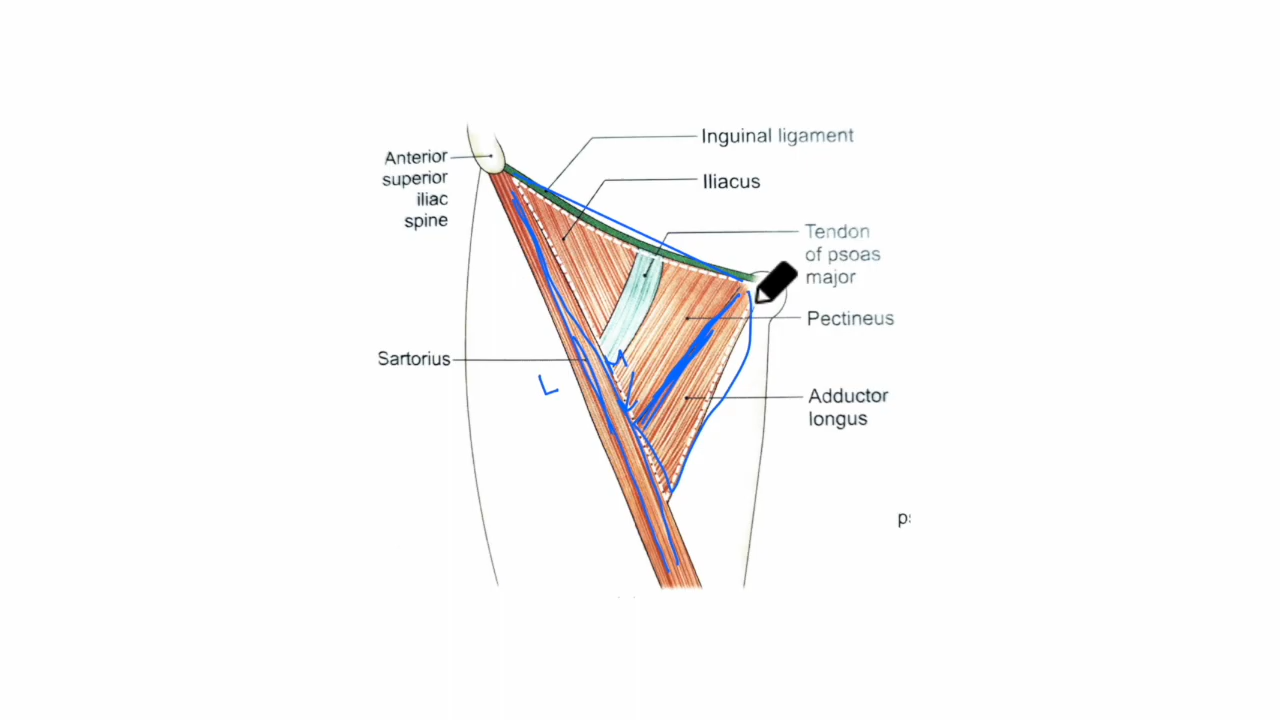 Inguinal ligament
Anterior
superior
iliac
spine
Iliacus
Tendon
of psoas
major
Pectineus
Sartorius
M
L
Adductor
longus